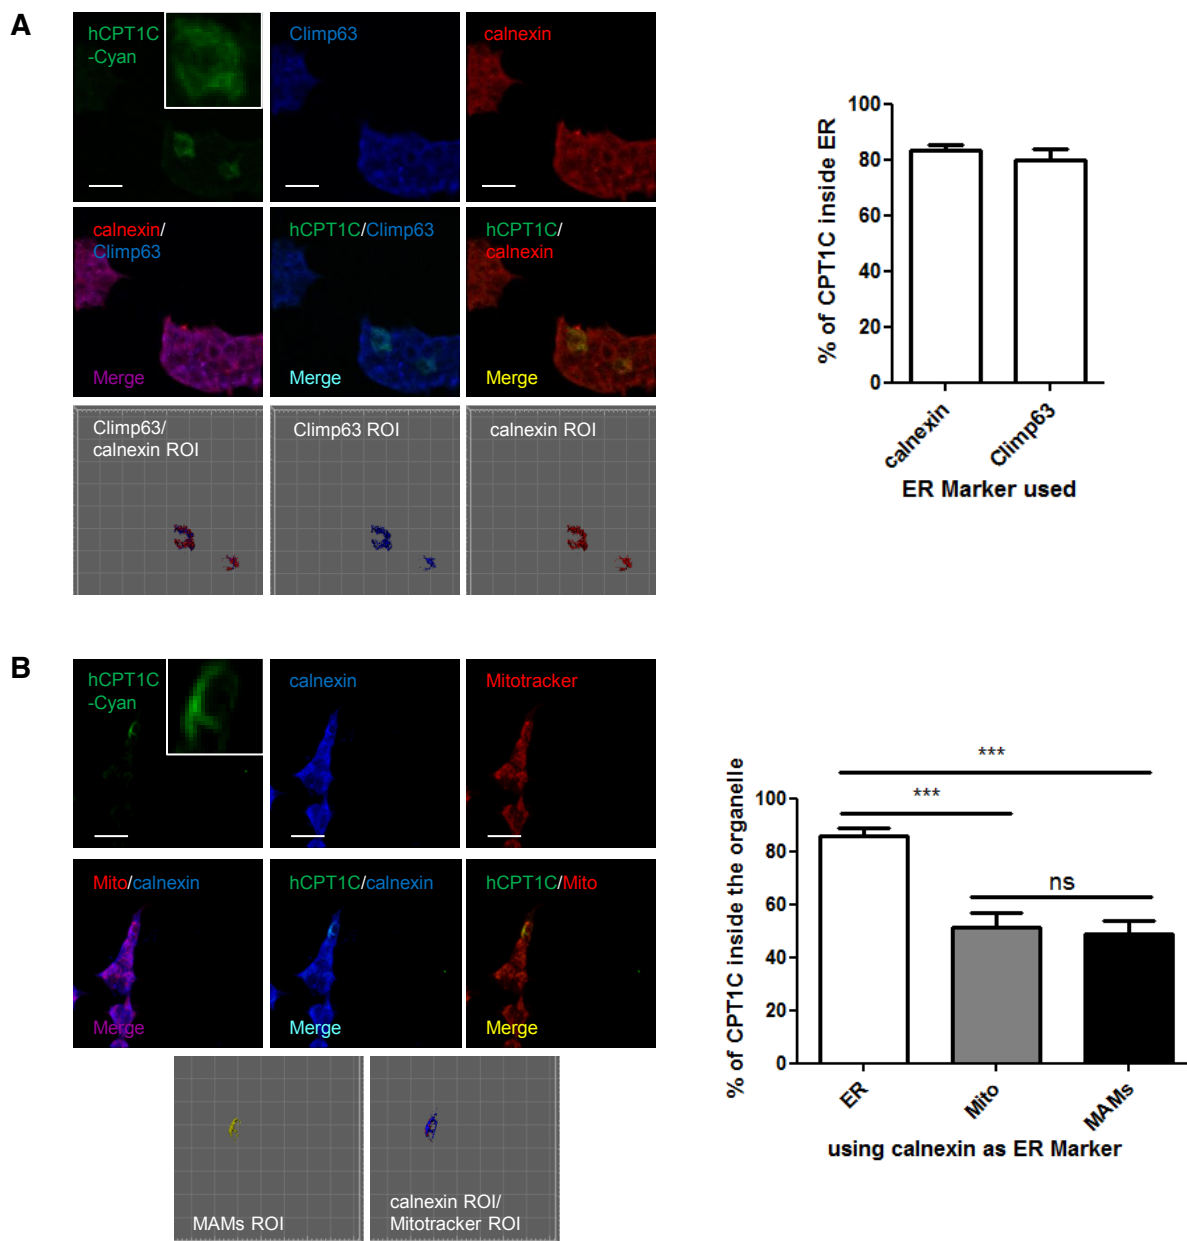 A
hCPT1C
-Cyan
Climp63
calnexin
calnexin/
Climp63
Merge
hCPT1C/Climp63
Merge
hCPT1C/
calnexin
Merge
Climp63/
calnexin ROI
Climp63 ROI
calnexin ROI
% of CPT1C inside ER
100
80
60
40
20
0
calnexin
Climp63
ER Marker used
B
hCPT1C
-Cyan
calnexin
Mitotracker
Mito/calnexin
Merge
hCPT1C/calnexin
Merge
hCPT1C/Mito
Merge
MAMs ROI
calnexin ROI/
Mitotracker ROI
% of CPT1C inside the organelle
100
80
60
40
20
0
***
***
ns
ER
Mito
MAMs
using calnexin as ER Marker